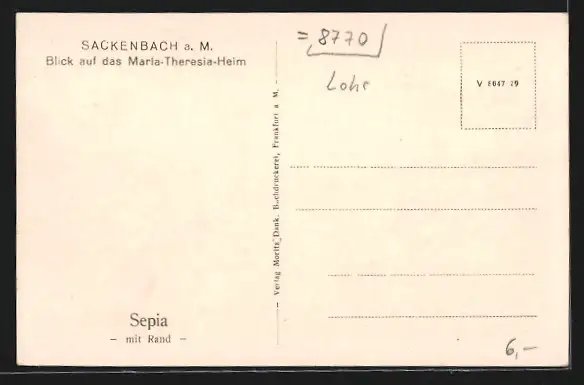 SACKENBACH a. M.
Blick auf das Maria-Theresia-Heim
= 8770
Lohr
V 8647 29
Verlag Moritz Dank, Buchdruckerei, Frankfurt a. M.
Sepia
- mit Rand -
6,-